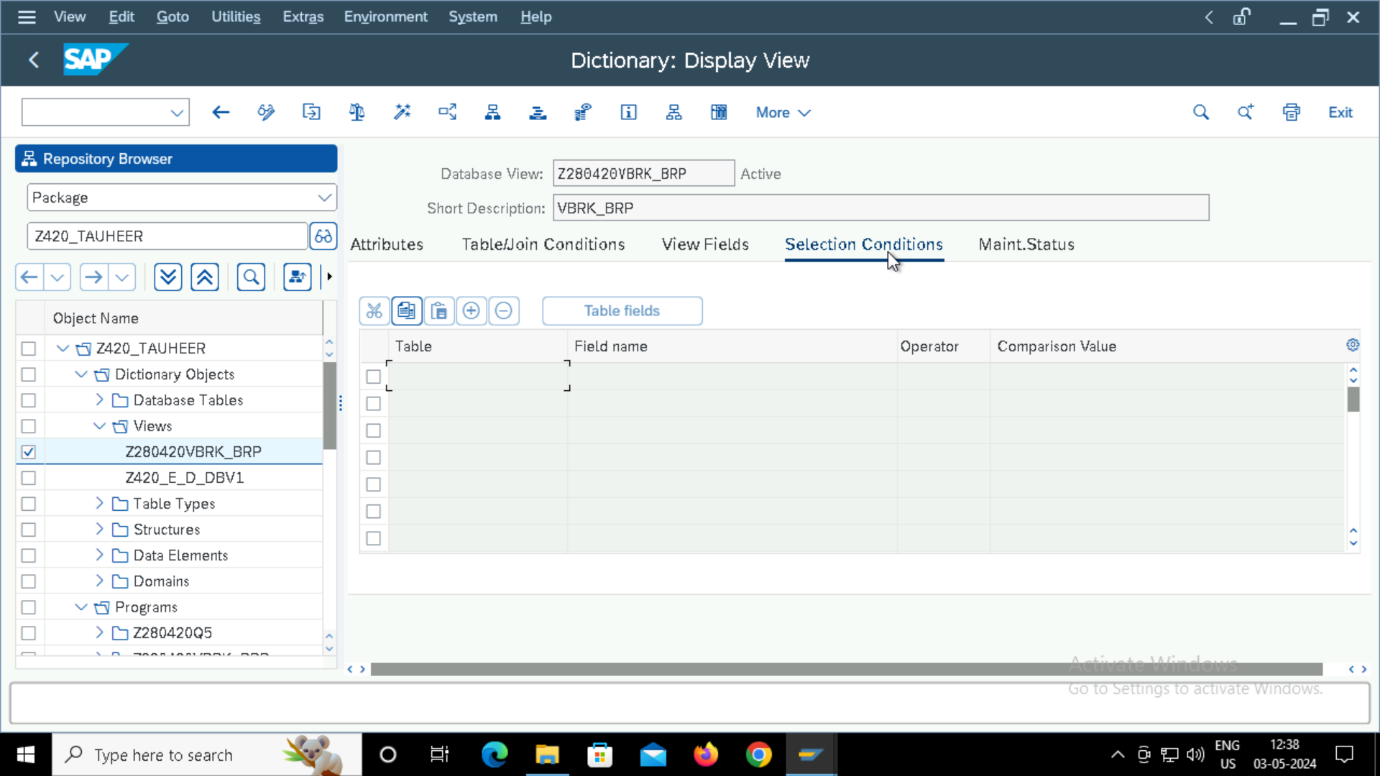 View Edit Goto Utilities Extras Environment System Help
SAP Dictionary: Display View
More Exit
Repository Browser
Package
Z420_TAUHEER
Object Name
Z420_TAUHEER
Dictionary Objects
Database Tables
Views
Z280420VBRK_BRP
Z420_E_D_DBV1
Table Types
Structures
Data Elements
Domains
Programs
Z280420Q5
Database View: Z280420VBRK_BRP Active
Short Description: VBRK_BRP
Attributes Table/Join Conditions View Fields Selection Conditions Maint.Status
Table fields
Table Field name Operator Comparison Value
Activate Windows
Go to Settings to activate Windows.
Type here to search
ENG
US
12:38
03-05-2024